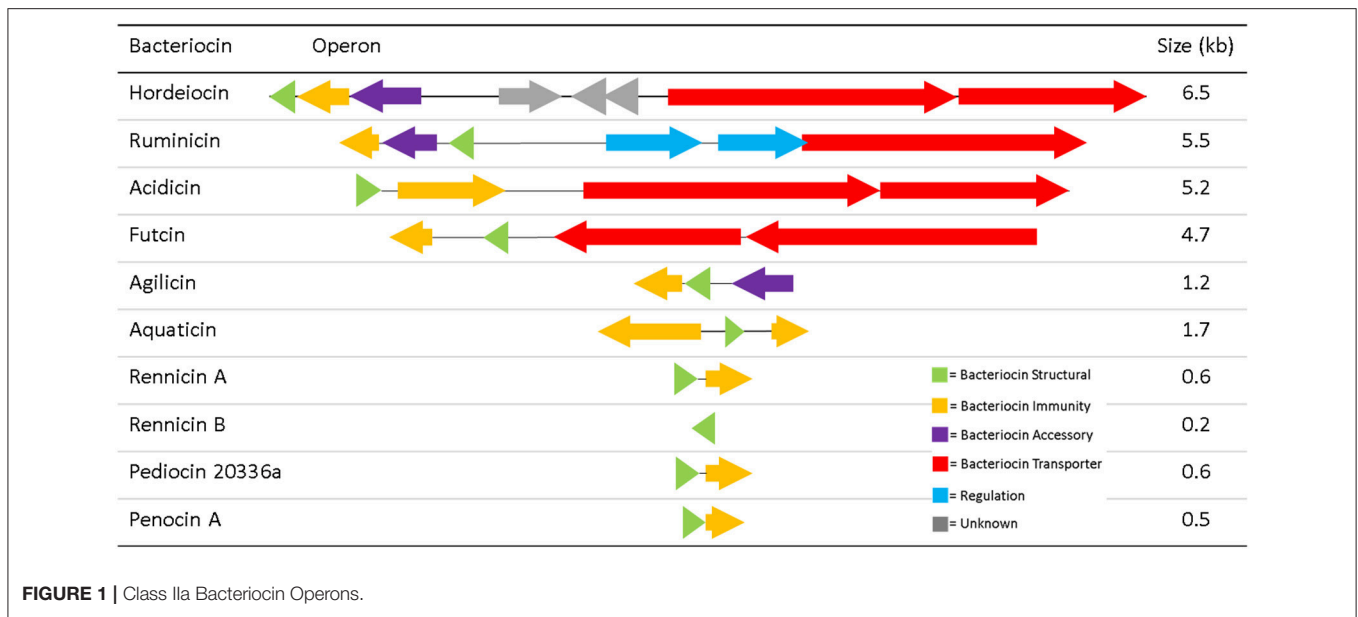 Bacteriocin Operon Size (kb)
Hordeiocin 6.5
Ruminicin 5.5
Acidicin 5.2
Futcin 4.7
Agilicin 1.2
Aquaticin 1.7
Rennicin A 0.6
Rennicin B 0.2
Pediocin 20336a 0.6
Penocin A 0.5
= Bacteriocin Structural
= Bacteriocin Immunity
= Bacteriocin Accessory
= Bacteriocin Transporter
= Regulation
= Unknown
FIGURE 1 | Class IIa Bacteriocin Operons.